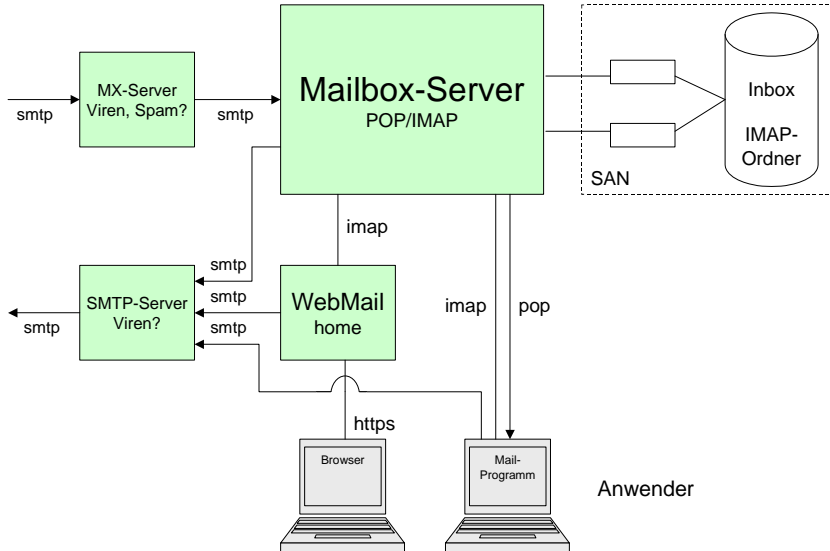 MX-Server
Viren, Spam?
smtp
smtp
Mailbox-Server
POP/IMAP
Inbox
IMAP-
Ordner
SAN
smtp
imap
SMTP-Server
Viren?
smtp
smtp
smtp
WebMail
home
imap
pop
https
Browser
Mail-
Programm
Anwender